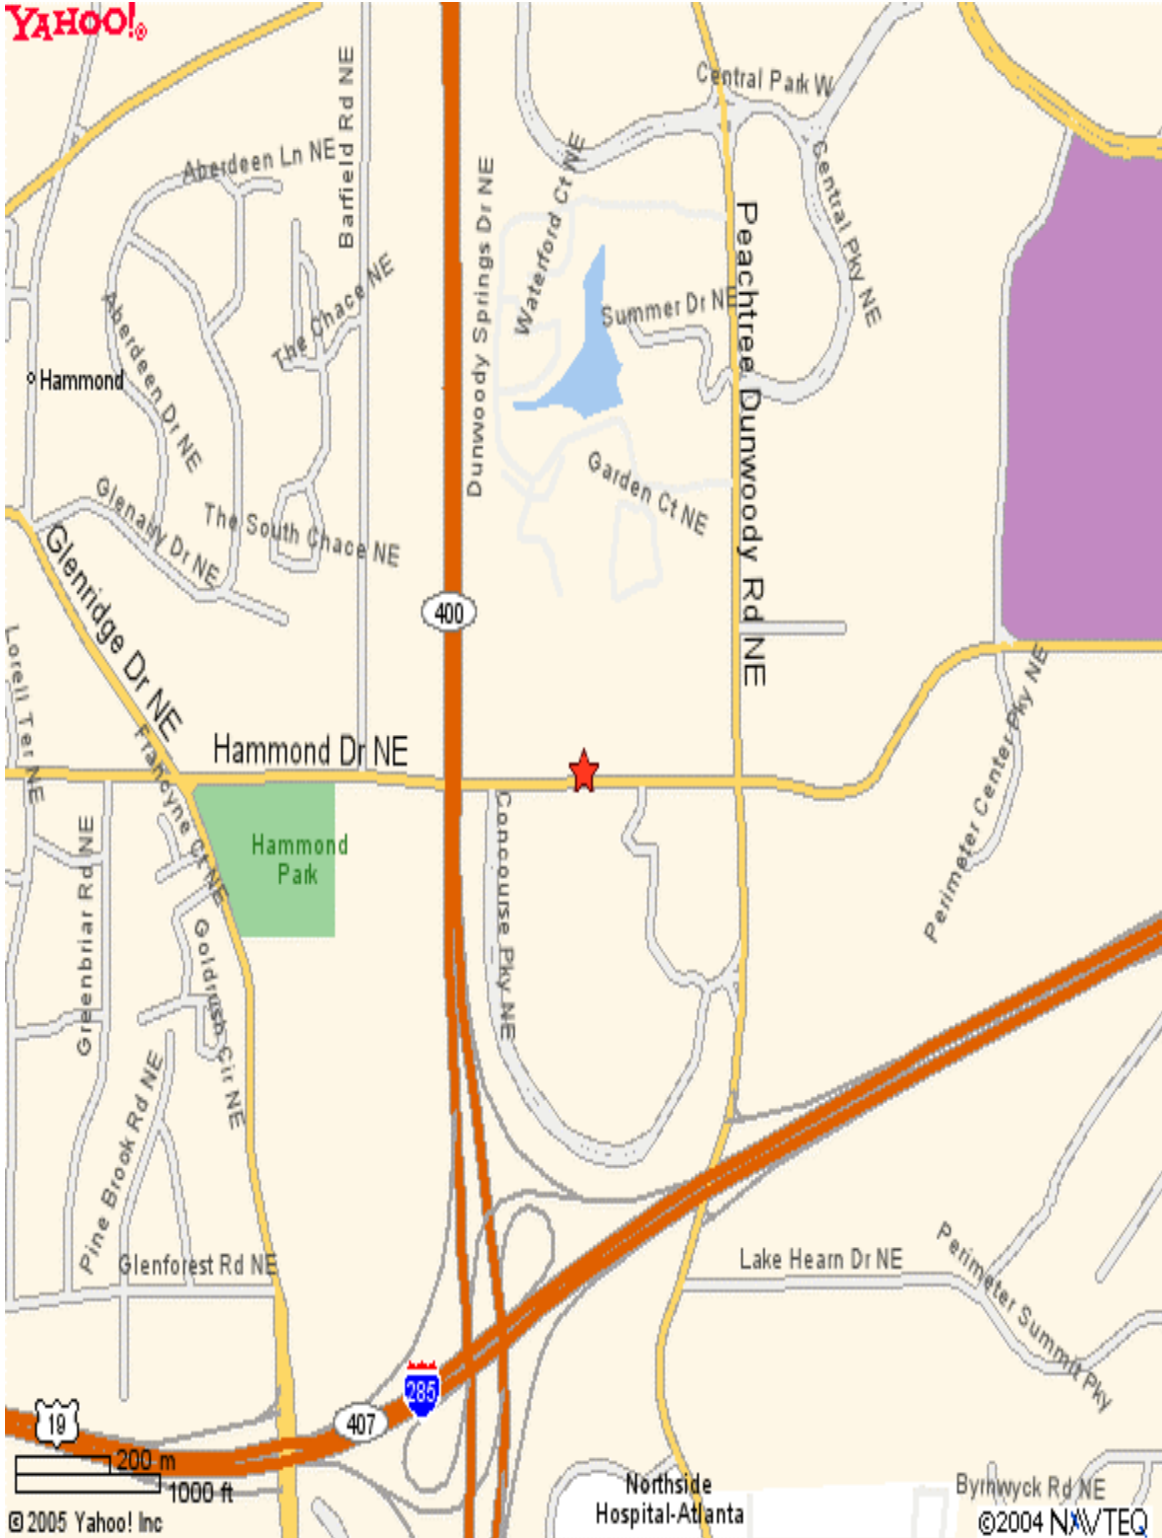 YAHOO!®
Central Park W
Barfield Rd NE
Aberdeen Ln NE
Waterford Ct NE
Central Pky NE
Dunwoody Springs Dr NE
Peachtree Dunwoody Rd NE
The Chace NE
Summer Dr NE
Aberdeen Dr NE
Hammond
Garden Ct NE
Glenairy Dr NE
The South Chace NE
Glenridge Dr NE
400
Lorell Ter NE
Perimeter Center Pky NE
Francyne Ct NE
Hammond Dr NE
Concourse Pky NE
Greenbriar Rd NE
Hammond
Park
Goldrush Cir NE
Pine Brook Rd NE
Glenforest Rd NE
Lake Hearn Dr NE
Perimeter Summit Pky
285
19
407
200 m
1000 ft
Northside
Hospital-Atlanta
Byrnwyck Rd NE
©2005 Yahoo! Inc
©2004 NAVTEQ